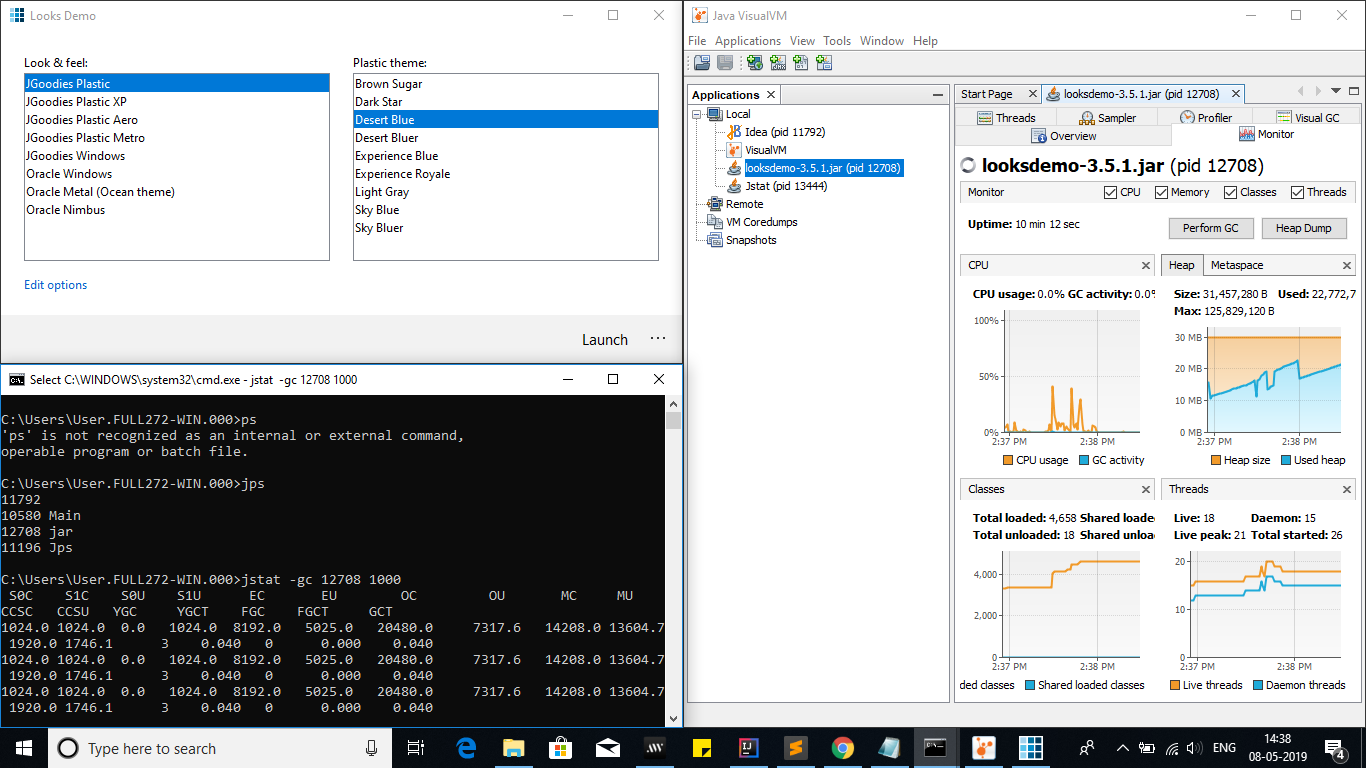 Looks Demo
Look & feel:
JGoodies Plastic
JGoodies Plastic XP
JGoodies Plastic Aero
JGoodies Plastic Metro
JGoodies Windows
Oracle Windows
Oracle Metal (Ocean theme)
Oracle Nimbus
Plastic theme:
Brown Sugar
Dark Star
Desert Blue
Desert Bluer
Experience Blue
Experience Royale
Light Gray
Sky Blue
Sky Bluer
Edit options
Launch ...
Select C:\WINDOWS\system32\cmd.exe - jstat -gc 12708 1000
C:\Users\User.FULL272-WIN.000>ps
'ps' is not recognized as an internal or external command,
operable program or batch file.
C:\Users\User.FULL272-WIN.000>jps
11792
10580 Main
12708 jar
11196 Jps
C:\Users\User.FULL272-WIN.000>jstat -gc 12708 1000
S0C S1C S0U S1U EC EU OC OU MC MU
CCSC CCSU YGC YGCT FGC FGCT GCT
1024.0 1024.0 0.0 1024.0 8192.0 5025.0 20480.0 7317.6 14208.0 13604.7
1920.0 1746.1 3 0.040 0 0.000 0.040
1024.0 1024.0 0.0 1024.0 8192.0 5025.0 20480.0 7317.6 14208.0 13604.7
1920.0 1746.1 3 0.040 0 0.000 0.040
1024.0 1024.0 0.0 1024.0 8192.0 5025.0 20480.0 7317.6 14208.0 13604.7
1920.0 1746.1 3 0.040 0 0.000 0.040
Java VisualVM
File Applications View Tools Window Help
Applications
Local
Idea (pid 11792)
VisualVM
looksdemo-3.5.1.jar (pid 12708)
Jstat (pid 13444)
Remote
VM Coredumps
Snapshots
Start Page
looksdemo-3.5.1.jar (pid 12708)
Threads Sampler Profiler Visual GC
Overview Monitor
looksdemo-3.5.1.jar (pid 12708)
Monitor CPU Memory Classes Threads
Uptime: 10 min 12 sec
Perform GC Heap Dump
CPU
CPU usage: 0.0% GC activity: 0.0%
100%
50%
0%
2:37 PM 2:38 PM
CPU usage GC activity
Heap Metaspace
Size: 31,457,280 B Used: 22,772,7
Max: 125,829,120 B
30 MB
20 MB
10 MB
0 MB
2:37 PM 2:38 PM
Heap size Used heap
Classes
Total loaded: 4,658 Shared loade
Total unloaded: 18 Shared unloa
4,000
2,000
0
2:37 PM 2:38 PM
ded classes Shared loaded classes
Threads
Live: 18 Daemon: 15
Live peak: 21 Total started: 26
20
10
0
2:37 PM 2:38 PM
Live threads Daemon threads
Type here to search
ENG
14:38
08-05-2019
4